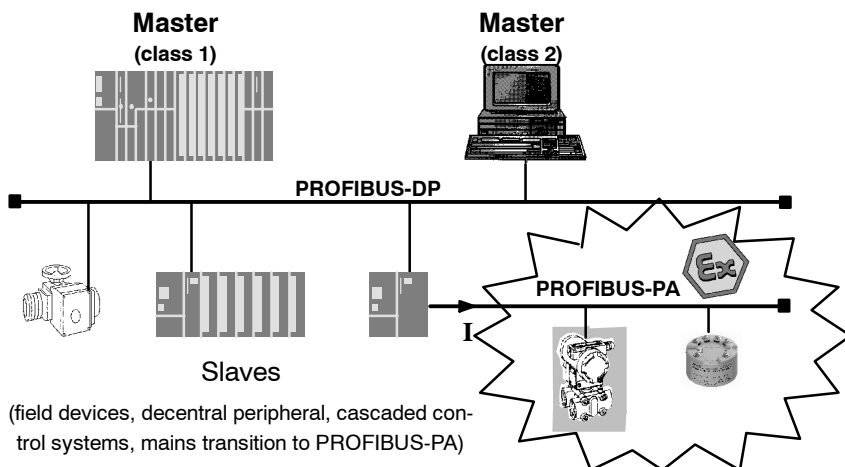 Master
(class 1)
Master
(class 2)
PROFIBUS-DP
Ex
PROFIBUS-PA
I
Slaves
(field devices, decentral peripheral, cascaded con-
trol systems, mains transition to PROFIBUS-PA)